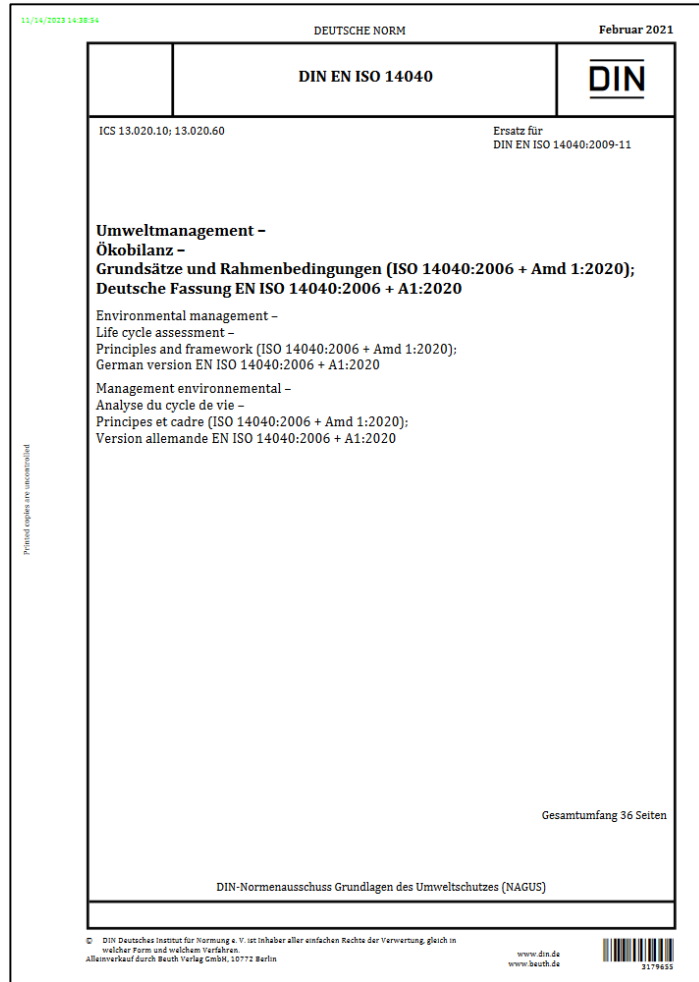 11/14/2023 14:38:34
DEUTSCHE NORM
Februar 2021
DIN EN ISO 14040
DIN
ICS 13.020.10; 13.020.60
Ersatz für
DIN EN ISO 14040:2009-11
Umweltmanagement –
Ökobilanz –
Grundsätze und Rahmenbedingungen (ISO 14040:2006 + Amd 1:2020);
Deutsche Fassung EN ISO 14040:2006 + A1:2020
Environmental management –
Life cycle assessment –
Principles and framework (ISO 14040:2006 + Amd 1:2020);
German version EN ISO 14040:2006 + A1:2020
Management environnemental –
Analyse du cycle de vie –
Principes et cadre (ISO 14040:2006 + Amd 1:2020);
Version allemande EN ISO 14040:2006 + A1:2020
Printed copies are uncontrolled
Gesamtumfang 36 Seiten
DIN-Normenausschuss Grundlagen des Umweltschutzes (NAGUS)
© DIN Deutsches Institut für Normung e. V. ist Inhaber aller einfachen Rechte der Verwertung, gleich in
welcher Form und welchem Verfahren.
Alleinverkauf durch Beuth Verlag GmbH, 10772 Berlin
www.din.de
www.beuth.de
3179655